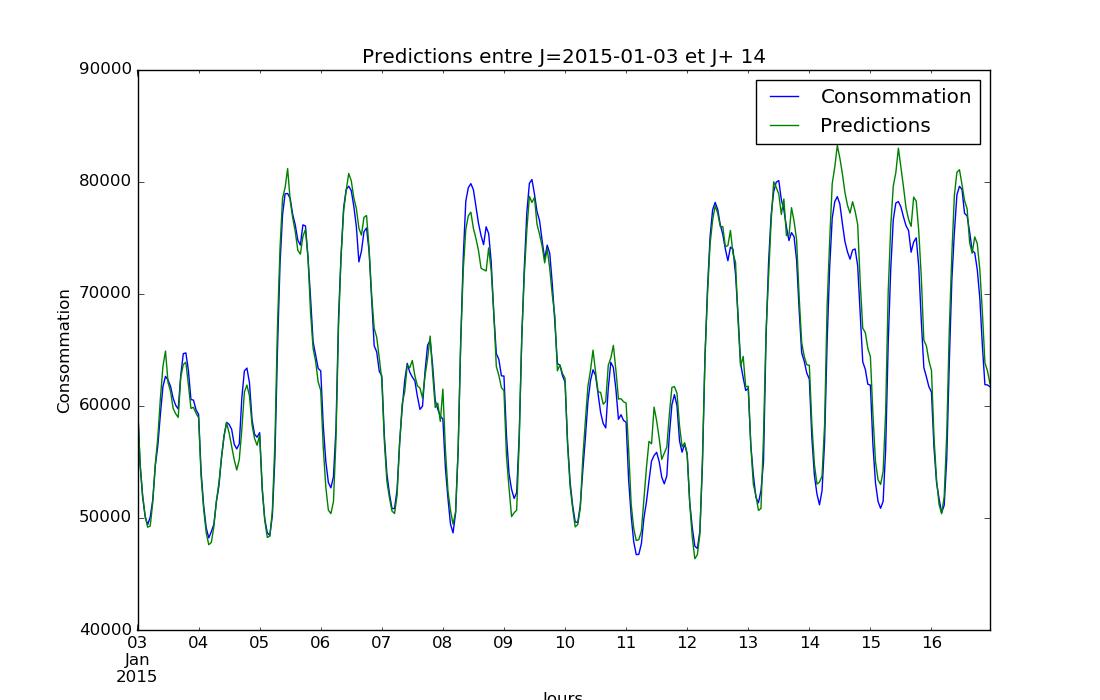 Predictions entre J=2015-01-03 et J+ 14
Consommation
Predictions
90000
80000
70000
60000
50000
40000
Consommation
03 04 05 06 07 08 09 10 11 12 13 14 15 16
Jan
2015
Jours